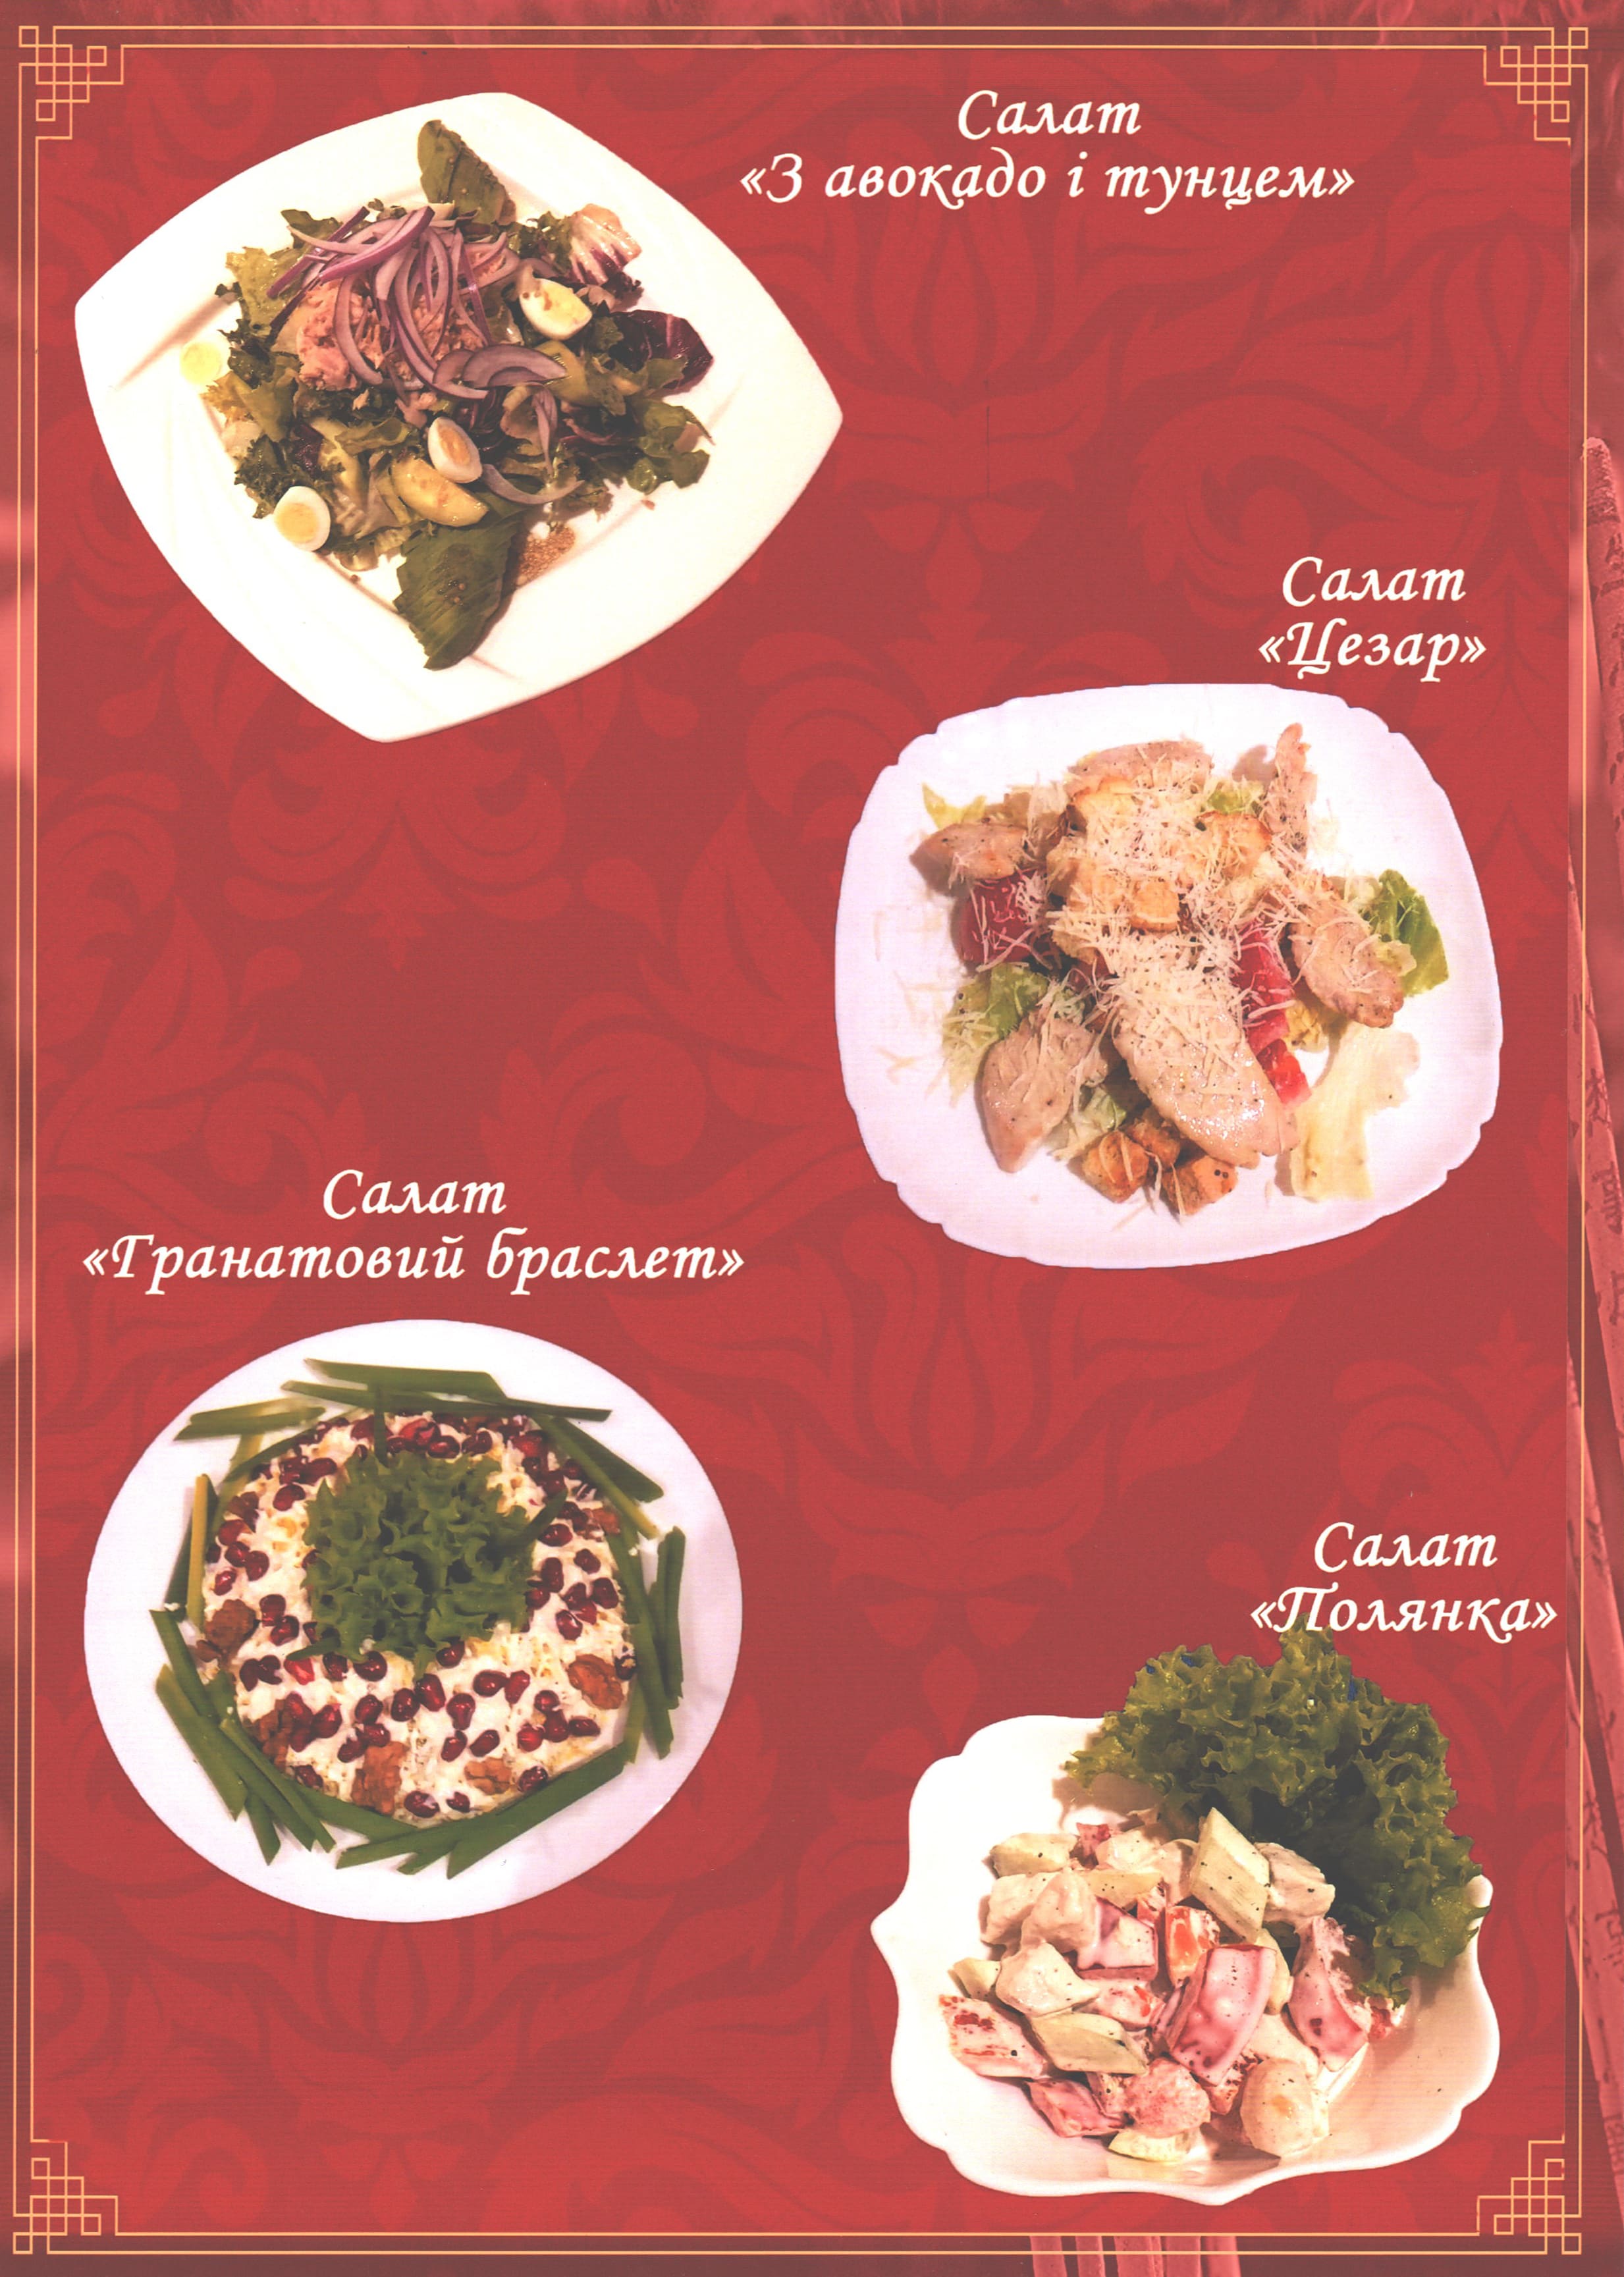 Салат
«З авокадо і тунцем»
Салат
«Цезар»
Салат
«Гранатовий браслет»
Салат
«Полянка»